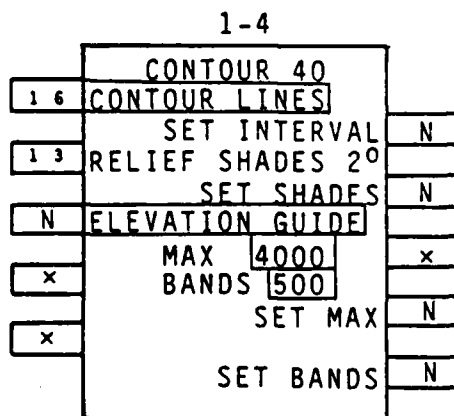 1-4
CONTOUR 40
1 6 CONTOUR LINES
SET INTERVAL N
1 3 RELIEF SHADES 2º
SET SHADES N
N ELEVATION GUIDE
MAX 4000 ×
× BANDS 500
SET MAX N
×
SET BANDS N